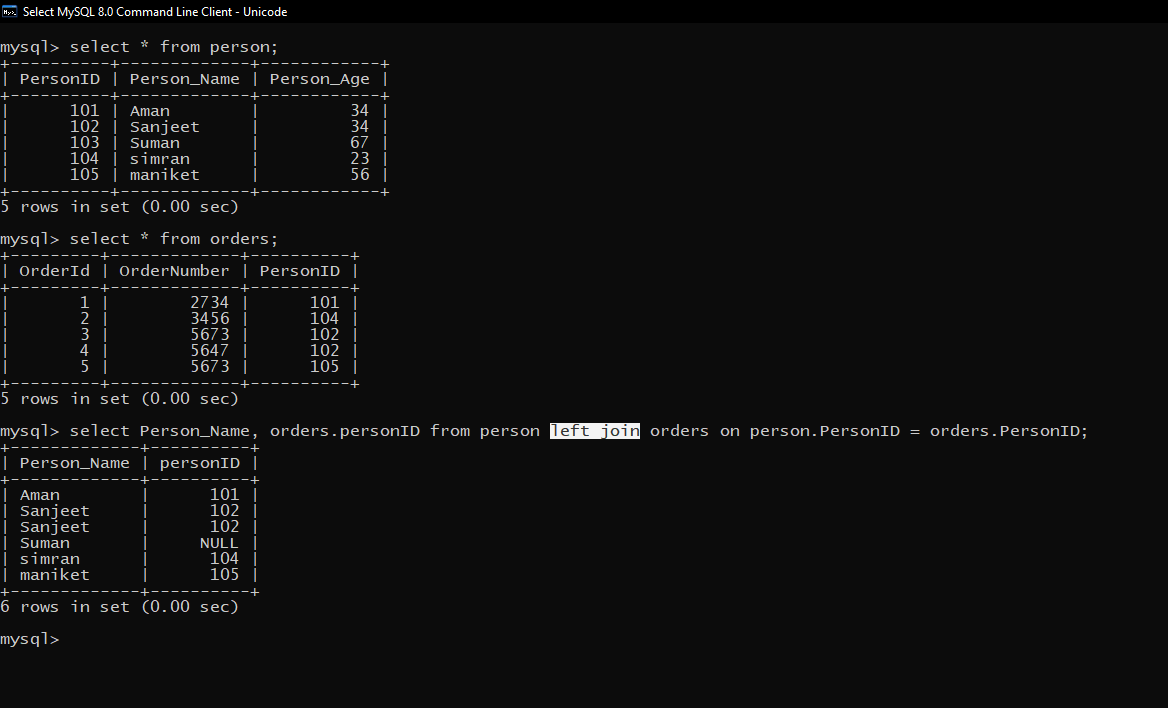 Select MySQL 8.0 Command Line Client - Unicode
mysql> select * from person;
+----------+-------------+------------+
| PersonID | Person_Name | Person_Age |
+----------+-------------+------------+
|      101 | Aman        |         34 |
|      102 | Sanjeet     |         34 |
|      103 | Suman       |         67 |
|      104 | simran      |         23 |
|      105 | maniket     |         56 |
+----------+-------------+------------+
5 rows in set (0.00 sec)
mysql> select * from orders;
+---------+-------------+----------+
| OrderId | OrderNumber | PersonID |
+---------+-------------+----------+
|       1 |        2734 |      101 |
|       2 |        3456 |      104 |
|       3 |        5673 |      102 |
|       4 |        5647 |      102 |
|       5 |        5673 |      105 |
+---------+-------------+----------+
5 rows in set (0.00 sec)
mysql> select Person_Name, orders.personID from person left join orders on person.PersonID = orders.PersonID;
+-------------+----------+
| Person_Name | personID |
+-------------+----------+
| Aman        |      101 |
| Sanjeet     |      102 |
| Sanjeet     |      102 |
| Suman       |     NULL |
| simran      |      104 |
| maniket     |      105 |
+-------------+----------+
6 rows in set (0.00 sec)
mysql>